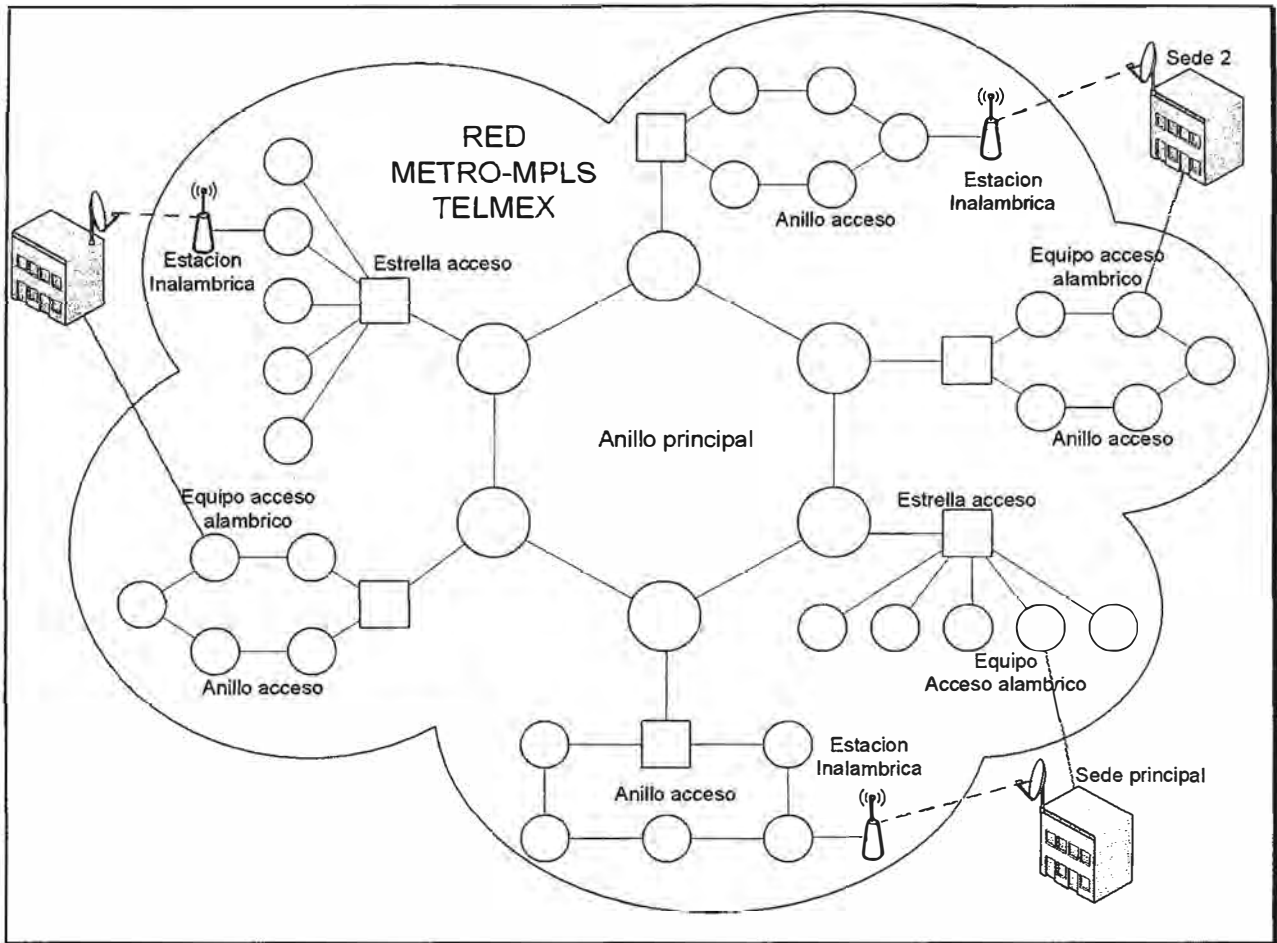 Sede 2
RED
METRO-MPLS
TELMEX
Estacion
Inalambrica
Anillo acceso
Estacion
Inalambrica
Estrella acceso
Equipo acceso
alambrico
Anillo acceso
Anillo principal
Equipo acceso
alambrico
Estrella acceso
Anillo acceso
Equipo
Acceso alambrico
Estacion
Inalambrica
Sede principal
Anillo acceso